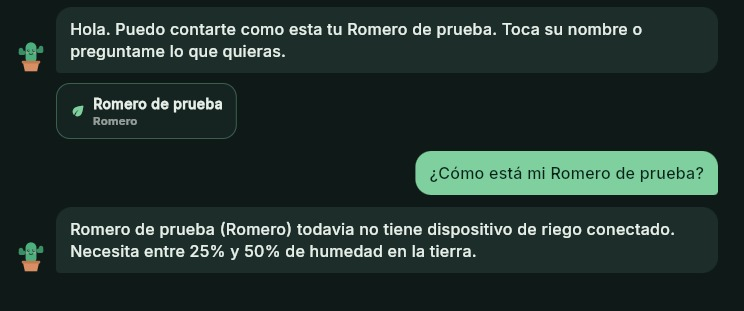 Hola. Puedo contarte como esta tu Romero de prueba. Toca su nombre o
preguntame lo que quieras.
Romero de prueba
Romero
¿Cómo está mi Romero de prueba?
Romero de prueba (Romero) todavia no tiene dispositivo de riego conectado.
Necesita entre 25% y 50% de humedad en la tierra.